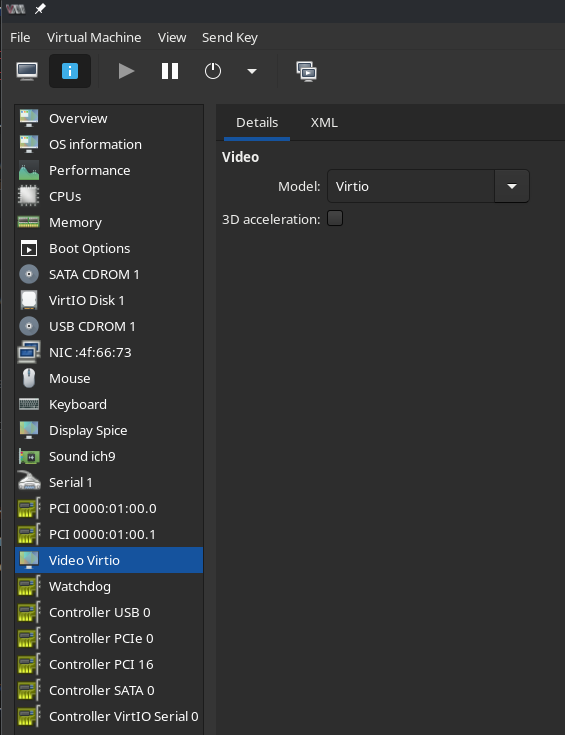 File Virtual Machine View Send Key
Overview
OS information
Performance
CPUs
Memory
Boot Options
SATA CDROM 1
VirtIO Disk 1
USB CDROM 1
NIC :4f:66:73
Mouse
Keyboard
Display Spice
Sound ich9
Serial 1
PCI 0000:01:00.0
PCI 0000:01:00.1
Video Virtio
Watchdog
Controller USB 0
Controller PCIe 0
Controller PCI 16
Controller SATA 0
Controller VirtIO Serial 0
Details XML
Video
Model: Virtio
3D acceleration: